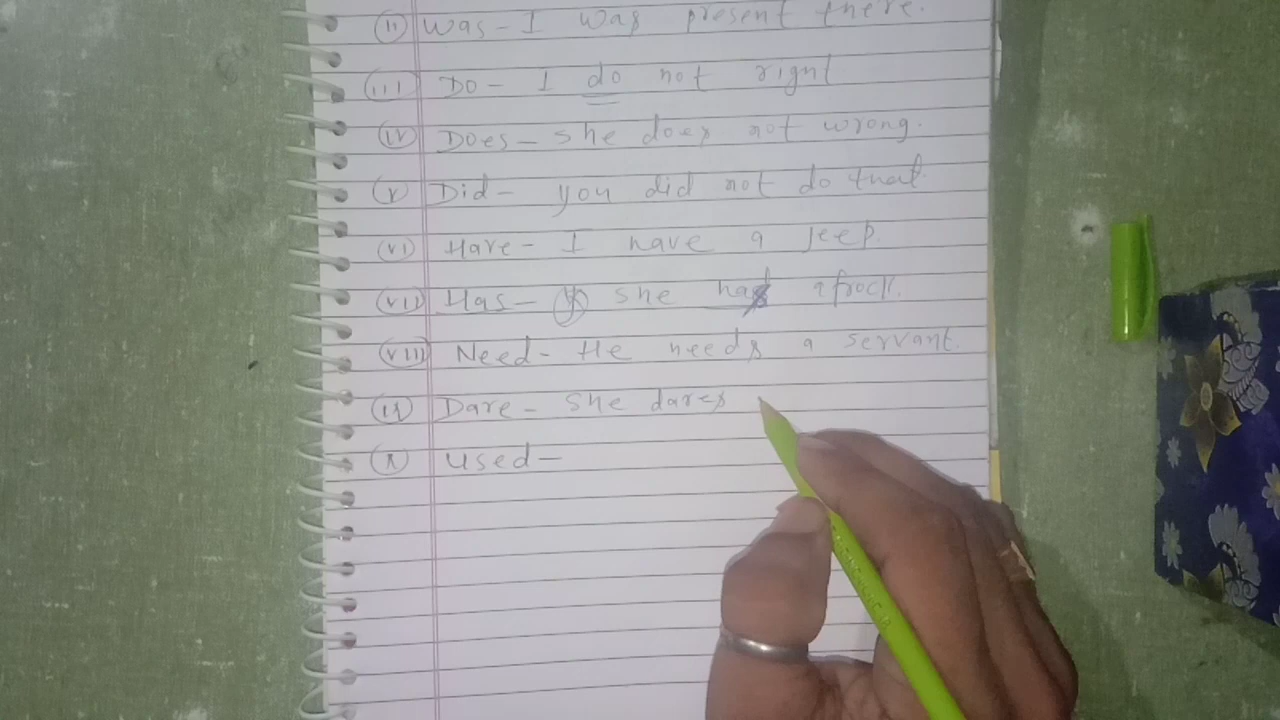 (ii) Was - I was present there.
(iii) Do - I do not right
(iv) Does - she does not wrong.
(v) Did - you did not do that.
(vi) Have - I have a Jeep.
(vii) Has - she has a frock.
(viii) Need - He needs a servant.
(ix) Dare - She dares
(x) used -